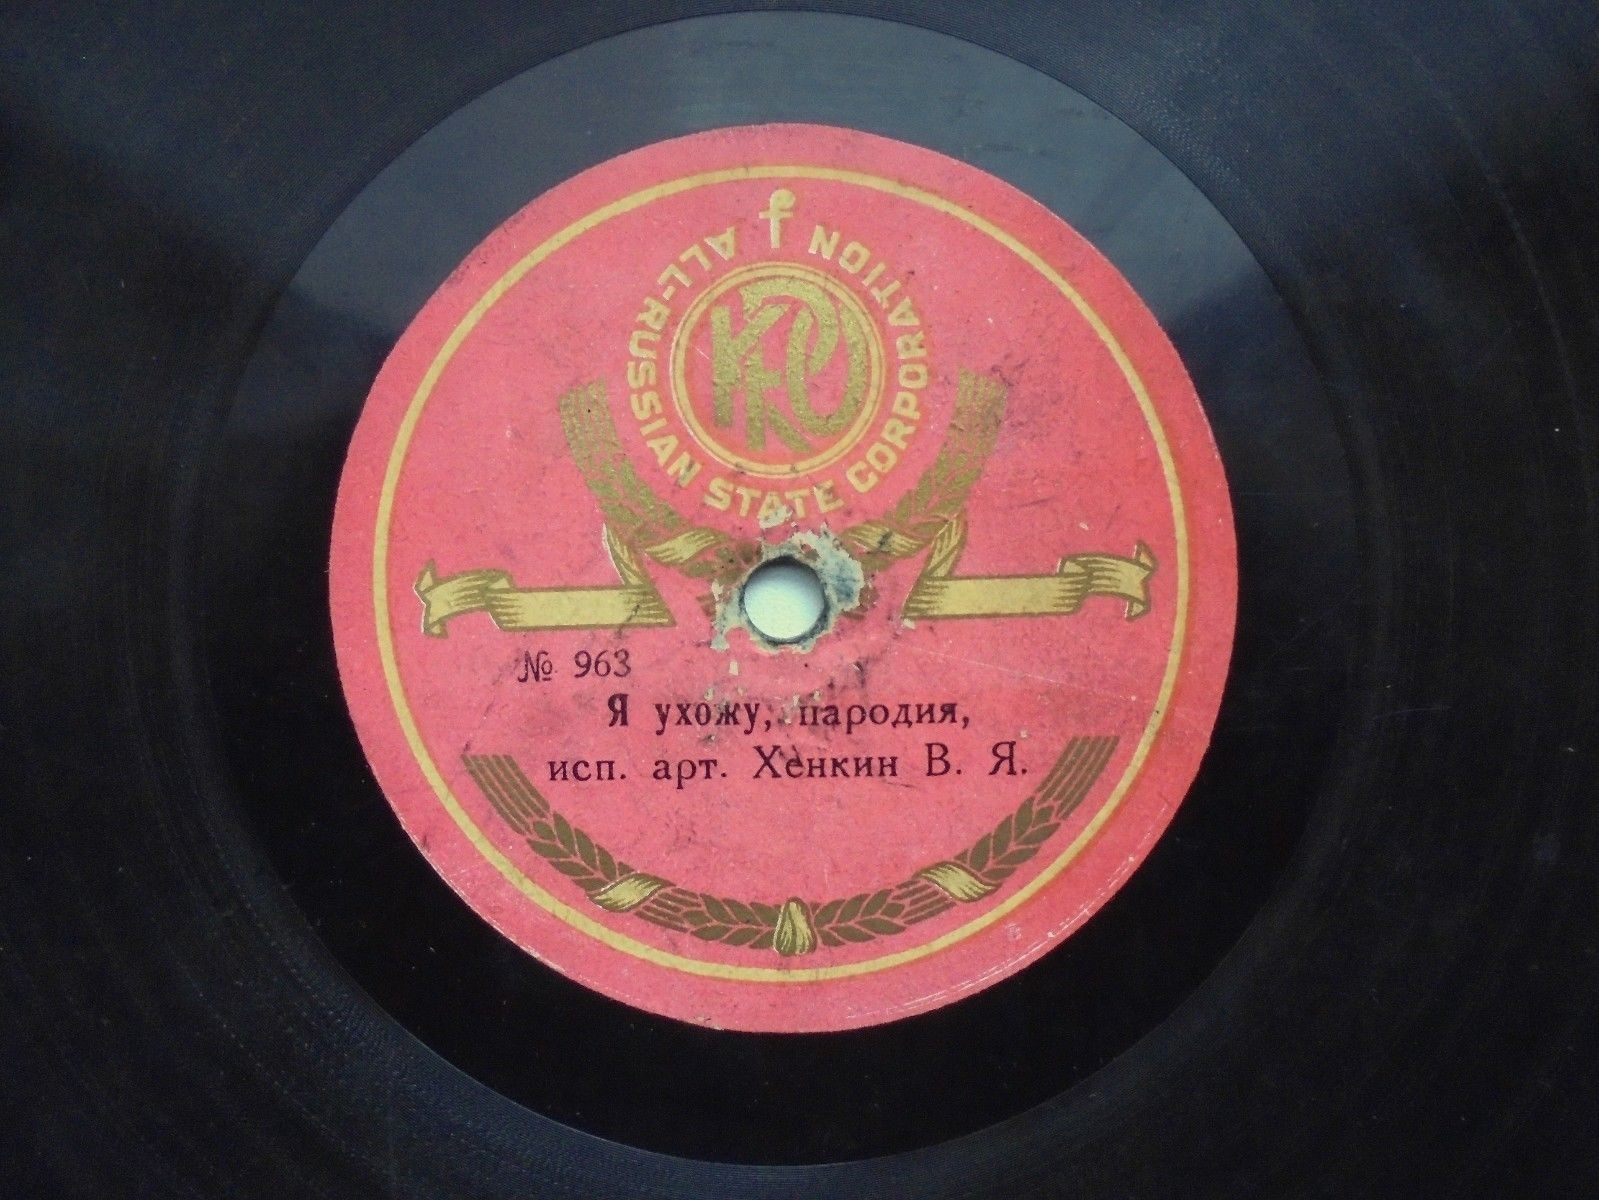 ALL-RUSSIAN STATE CORPORATION
№ 963
Я ухожу, пародия,
исп. арт. Хенкин В. Я.